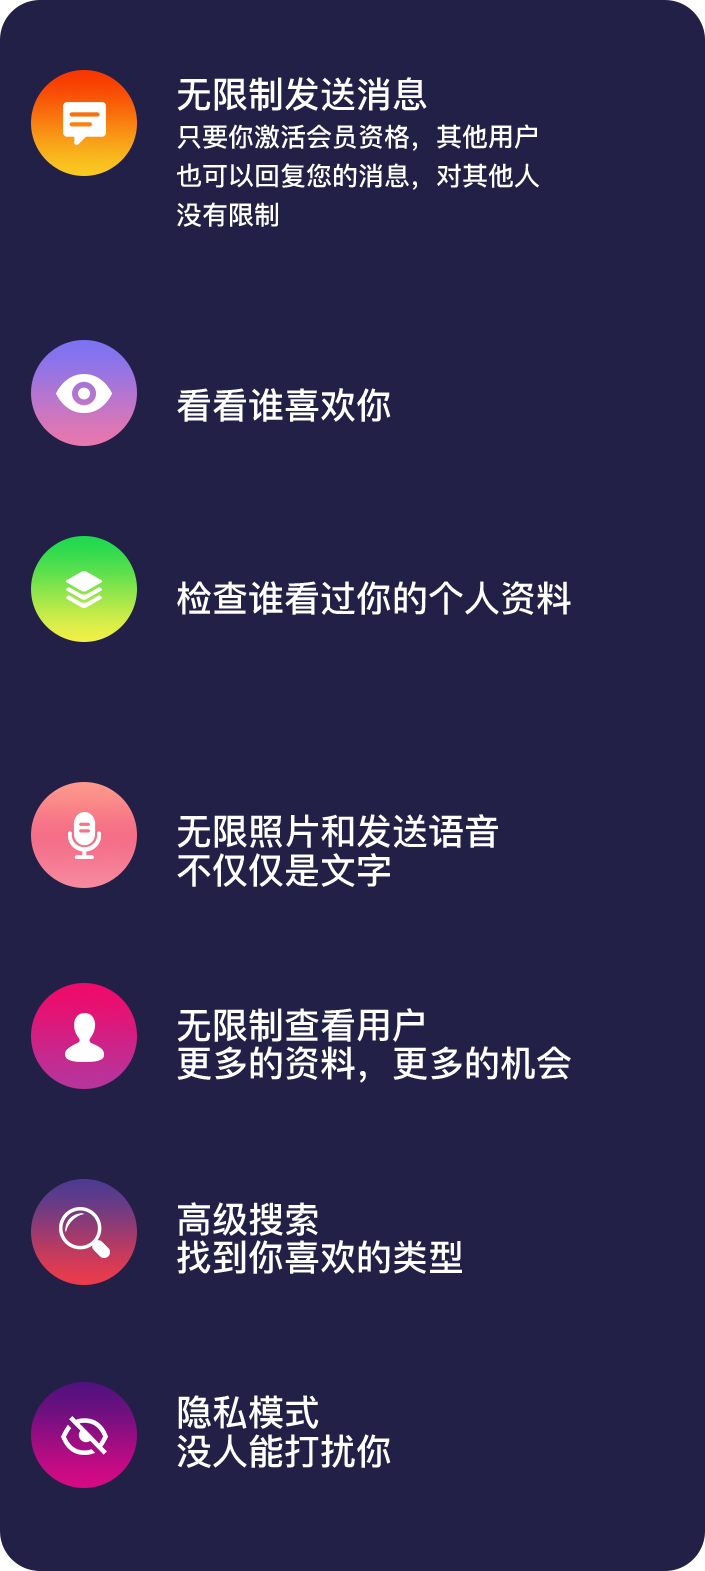 无限制发送消息
只要你激活会员资格，其他用户
也可以回复您的消息，对其他人
没有限制
看看谁喜欢你
检查谁看过你的个人资料
无限照片和发送语音
不仅仅是文字
无限制查看用户
更多的资料，更多的机会
高级搜索
找到你喜欢的类型
隐私模式
没人能打扰你